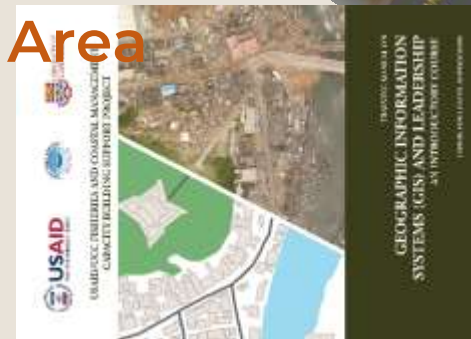 Area
USAID
USAID/UCC FISHERIES AND COASTAL MANAGEMENT
CAPACITY BUILDING SUPPORT PROJECT
TRAINING MANUAL FOR
GEOGRAPHIC INFORMATION
SYSTEMS (GIS) AND LEADERSHIP
AN INTRODUCTORY COURSE